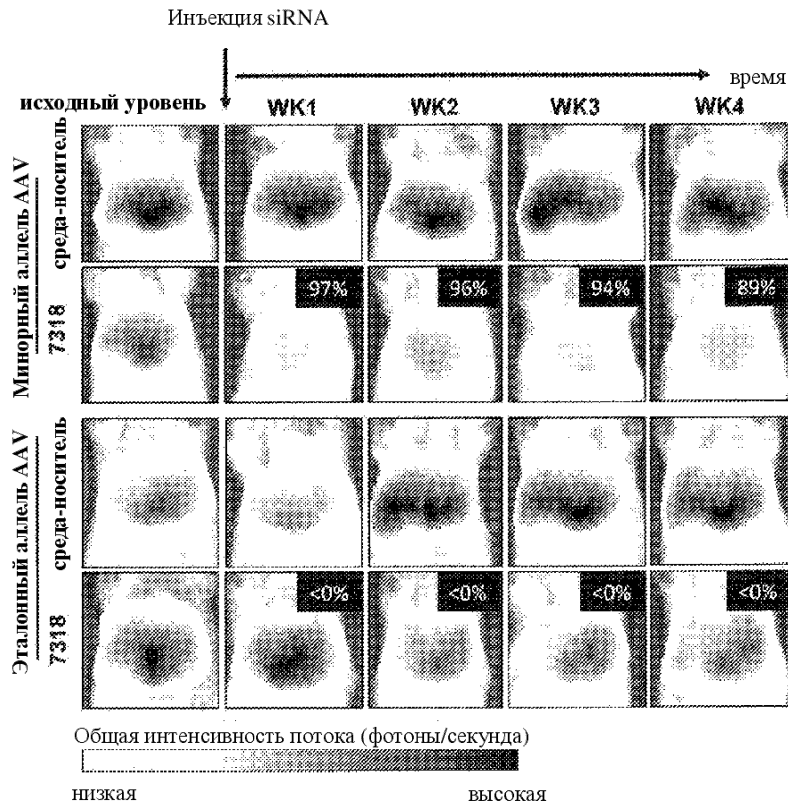 Инъекция siRNA
время
исходный уровень WK1 WK2 WK3 WK4
Минорный аллель AAV
среда-носитель
7318
97% 96% 94% 89%
Эталонный аллель AAV
среда-носитель
7318
<0% <0% <0% <0%
Общая интенсивность потока (фотоны/секунда)
низкая высокая